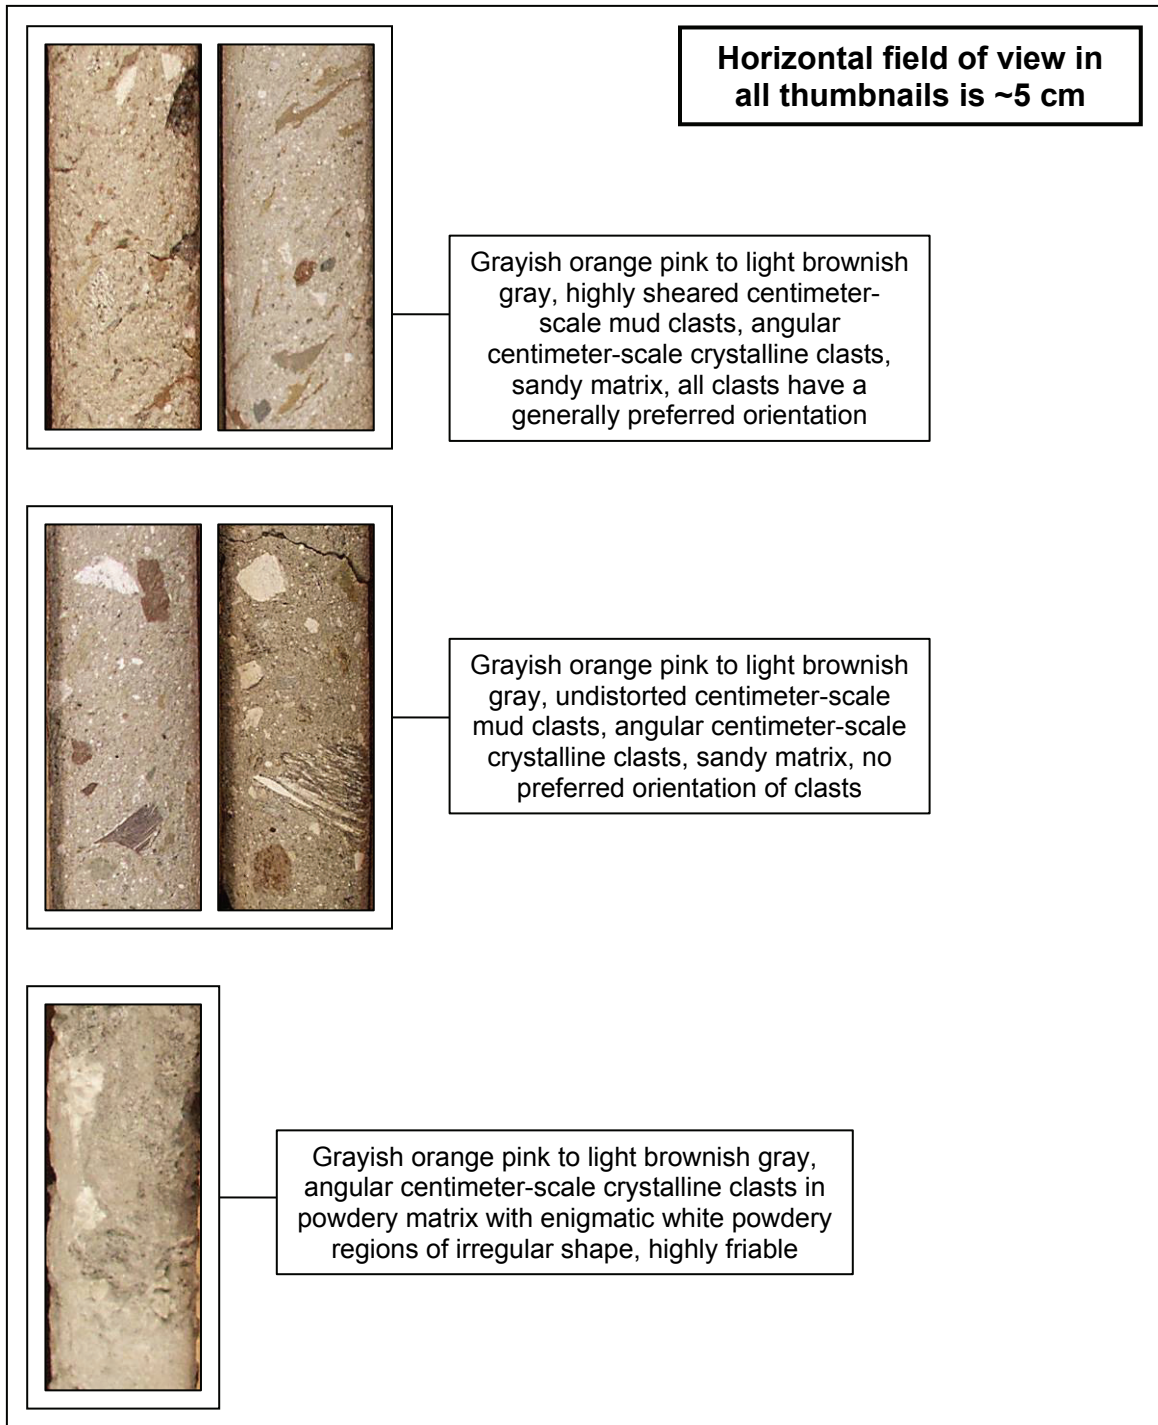 Horizontal field of view in
all thumbnails is ~5 cm
Grayish orange pink to light brownish
gray, highly sheared centimeter-
scale mud clasts, angular
centimeter-scale crystalline clasts,
sandy matrix, all clasts have a
generally preferred orientation
Grayish orange pink to light brownish
gray, undistorted centimeter-scale
mud clasts, angular centimeter-scale
crystalline clasts, sandy matrix, no
preferred orientation of clasts
Grayish orange pink to light brownish gray,
angular centimeter-scale crystalline clasts in
powdery matrix with enigmatic white powdery
regions of irregular shape, highly friable